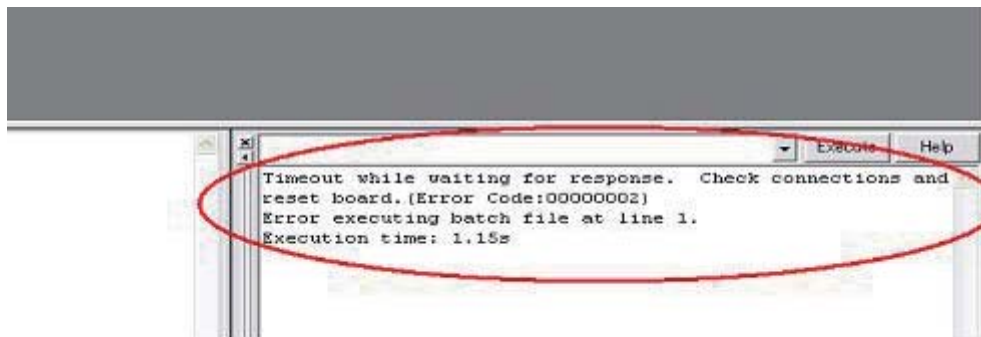 Execute Help
Timeout while waiting for response. Check connections and
reset board.(Error Code:00000002)
Error executing batch file at line 1.
Execution time: 1.15s